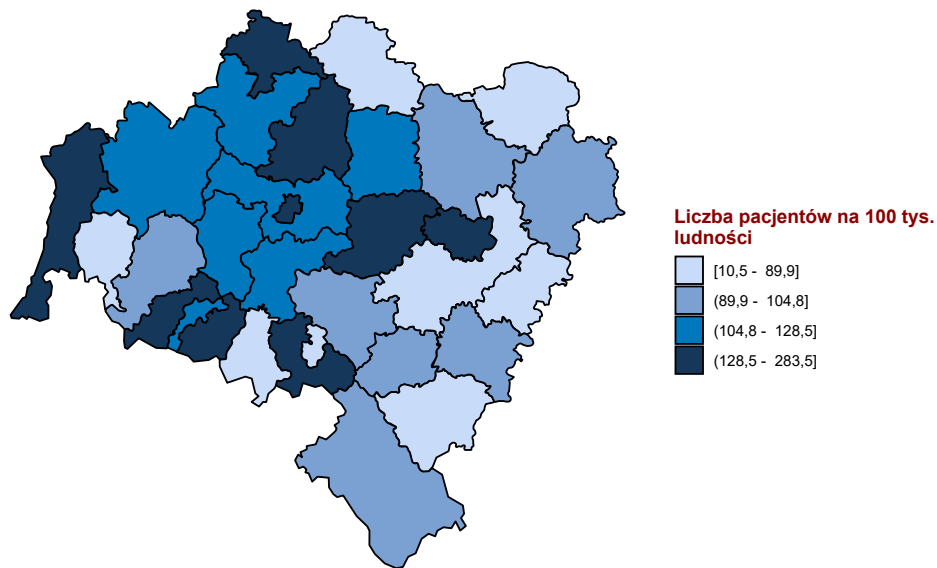 Liczba pacjentów na 100 tys.
ludności
[10,5 - 89,9]
(89,9 - 104,8]
(104,8 - 128,5]
(128,5 - 283,5]